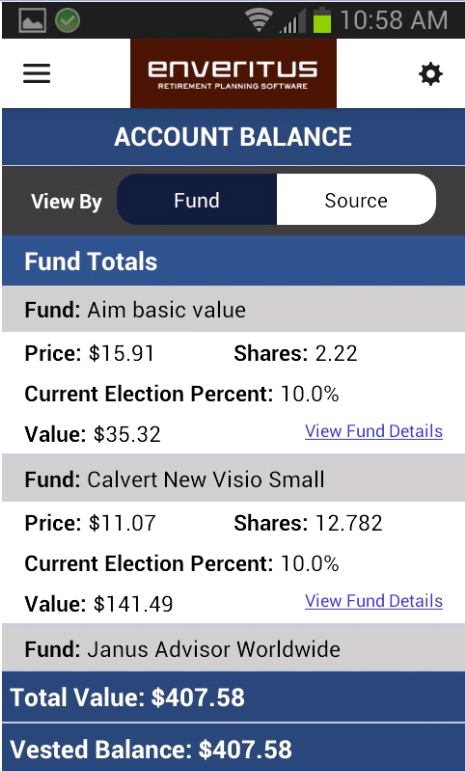 10:58 AM
enveritus
RETIREMENT PLANNING SOFTWARE
ACCOUNT BALANCE
View By Fund Source
Fund Totals
Fund: Aim basic value
Price: $15.91 Shares: 2.22
Current Election Percent: 10.0%
Value: $35.32 View Fund Details
Fund: Calvert New Visio Small
Price: $11.07 Shares: 12.782
Current Election Percent: 10.0%
Value: $141.49 View Fund Details
Fund: Janus Advisor Worldwide
Total Value: $407.58
Vested Balance: $407.58